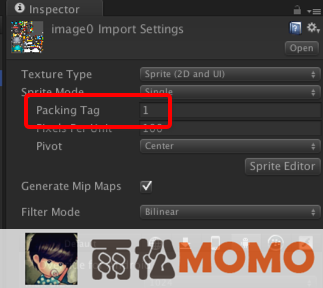 Inspector
image0 Import Settings
Open
Texture Type Sprite (2D and UI)
Sprite Mode Single
Packing Tag 1
Pixels Per Unit 100
Pivot Center
Sprite Editor
Generate Mip Maps
Filter Mode Bilinear
雨松MOMO